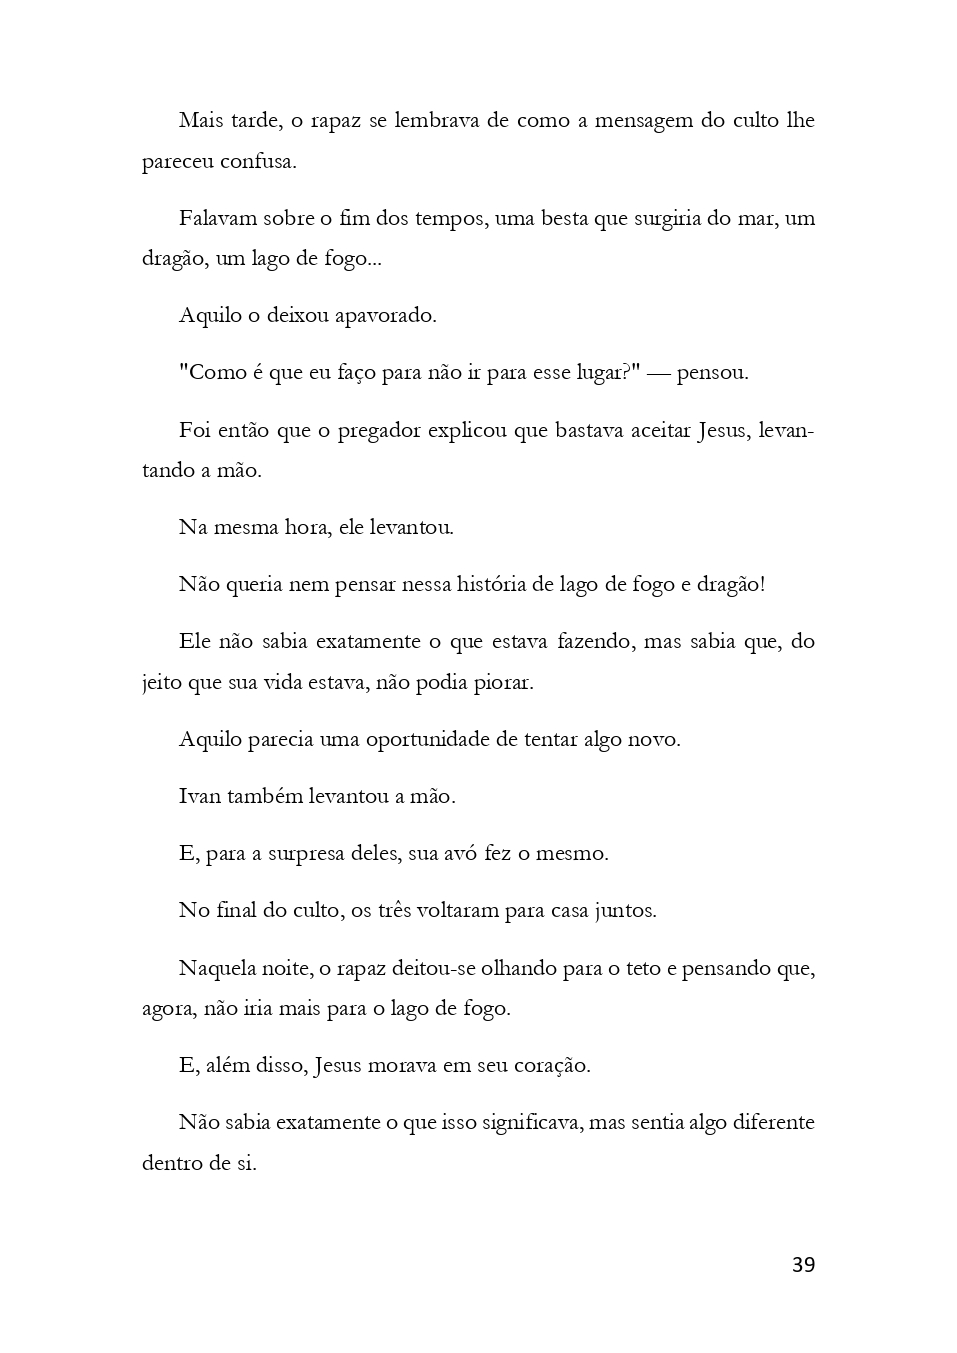 Mais tarde, o rapaz se lembrava de como a mensagem do culto lhe
pareceu confusa.
Falavam sobre o fim dos tempos, uma besta que surgiria do mar, um
dragão, um lago de fogo...
Aquilo o deixou apavorado.
"Como é que eu faço para não ir para esse lugar?" — pensou.
Foi então que o pregador explicou que bastava aceitar Jesus, levan-
tando a mão.
Na mesma hora, ele levantou.
Não queria nem pensar nessa história de lago de fogo e dragão!
Ele não sabia exatamente o que estava fazendo, mas sabia que, do
jeito que sua vida estava, não podia piorar.
Aquilo parecia uma oportunidade de tentar algo novo.
Ivan também levantou a mão.
E, para a surpresa deles, sua avó fez o mesmo.
No final do culto, os três voltaram para casa juntos.
Naquela noite, o rapaz deitou-se olhando para o teto e pensando que,
agora, não iria mais para o lago de fogo.
E, além disso, Jesus morava em seu coração.
Não sabia exatamente o que isso significava, mas sentia algo diferente
dentro de si.
39